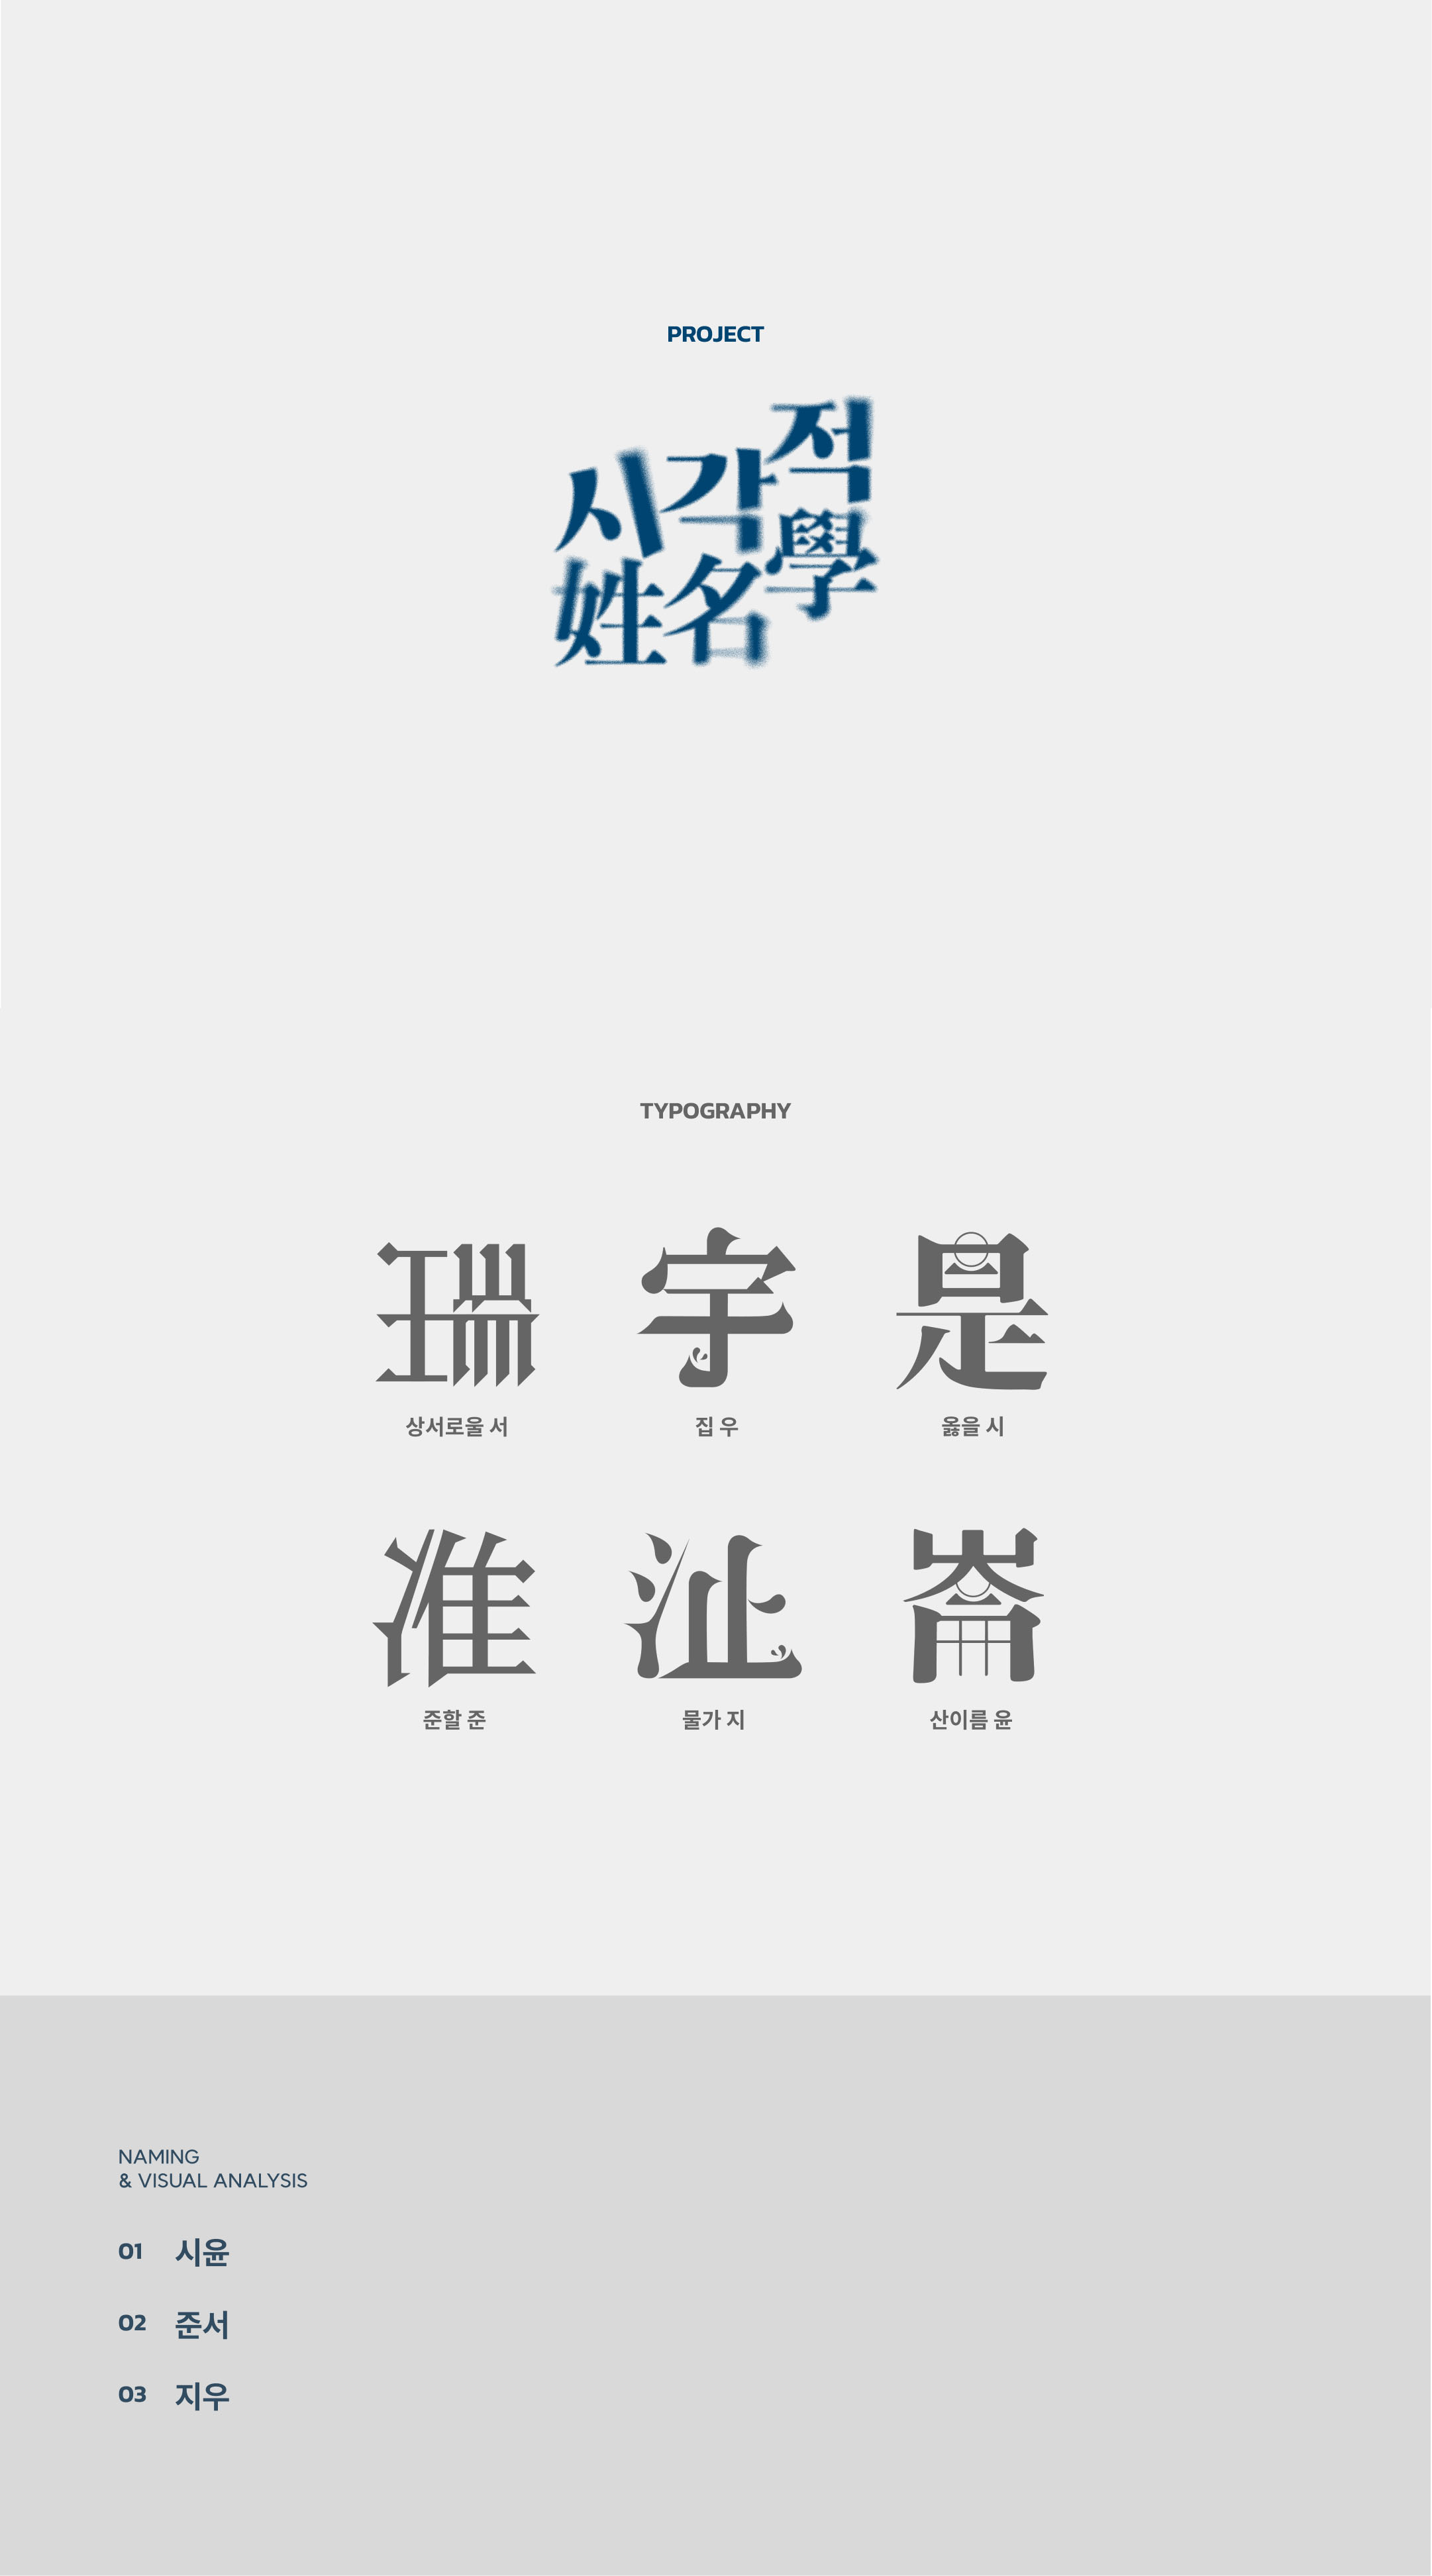 PROJECT
시각적
姓名學
TYPOGRAPHY
瑞 宇 是
상서로울 서 집 우 옳을 시
准 沚 崙
준할 준 물가 지 산이름 윤
NAMING
& VISUAL ANALYSIS
01 시윤
02 준서
03 지우